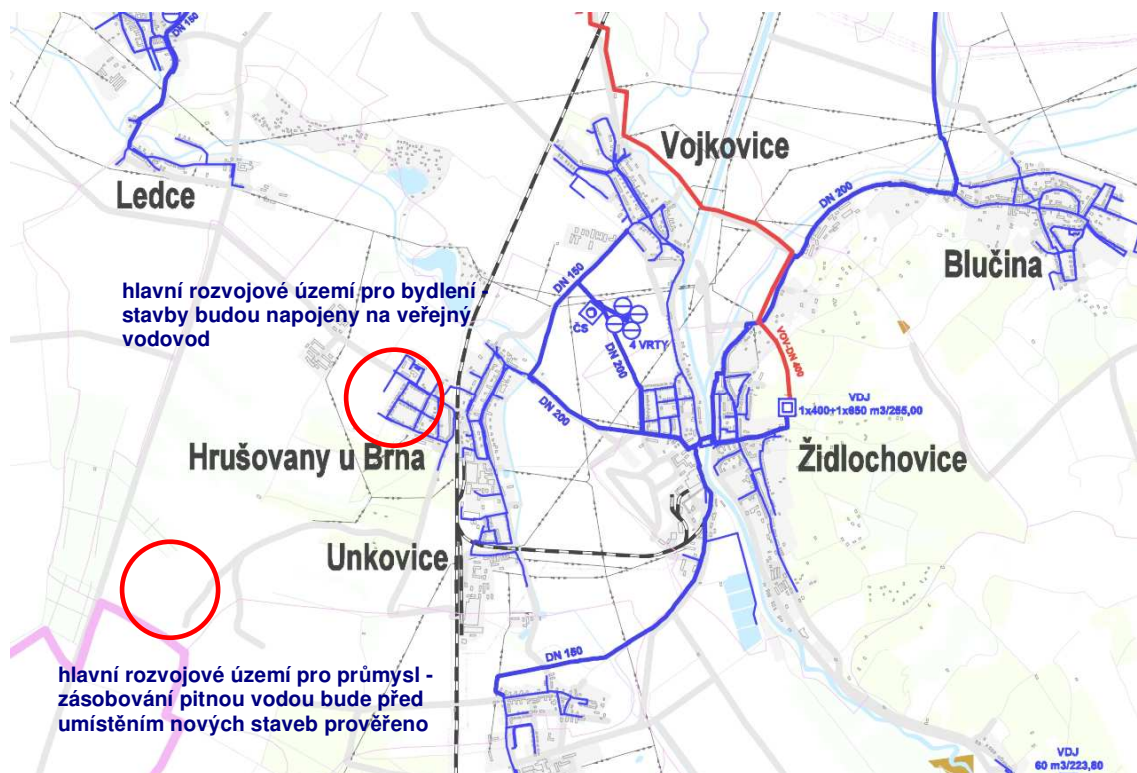 DN 150
Vojkovice
Ledce
DN 200
Blučina
hlavní rozvojové území pro bydlení -
stavby budou napojeny na veřejný
vodovod
DN 150
ČS
4 VRTY
DN 200
VOV-DN 400
VDJ
1x400+1x650 m3/255,00
DN 200
Hrušovany u Brna
Židlochovice
Unkovice
hlavní rozvojové území pro průmysl -
zásobování pitnou vodou bude před
umístěním nových staveb prověřeno
DN 150
VDJ
60 m3/223,80